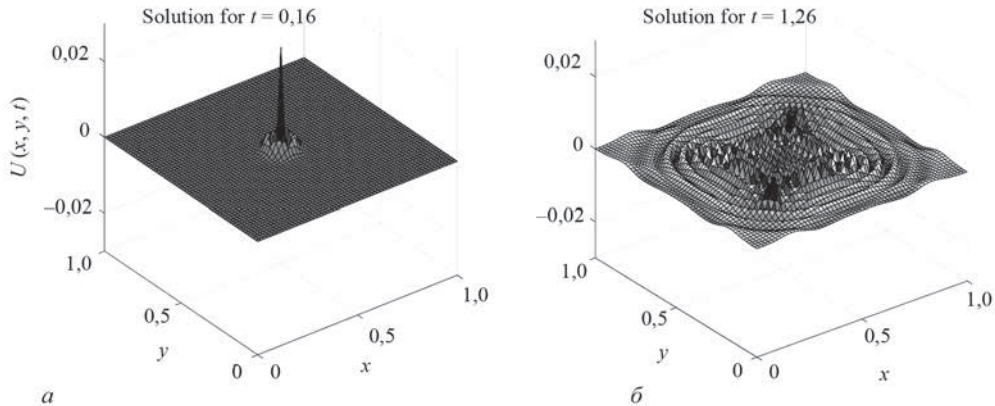 Solution for t = 0,16
0,02
0
–0,02
U (x, y, t)
1,0
0,5
0
y
0
0,5
1,0
x
а
Solution for t = 1,26
0,02
0
–0,02
1,0
0,5
0
y
0
0,5
1,0
x
б